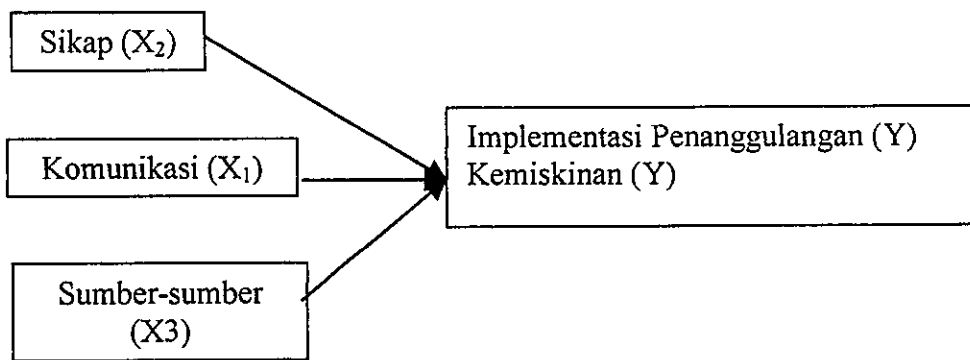 Sikap (X₂)
Komunikasi (X₁)
Sumber-sumber
(X3)
Implementasi Penanggulangan (Y)
Kemiskinan (Y)